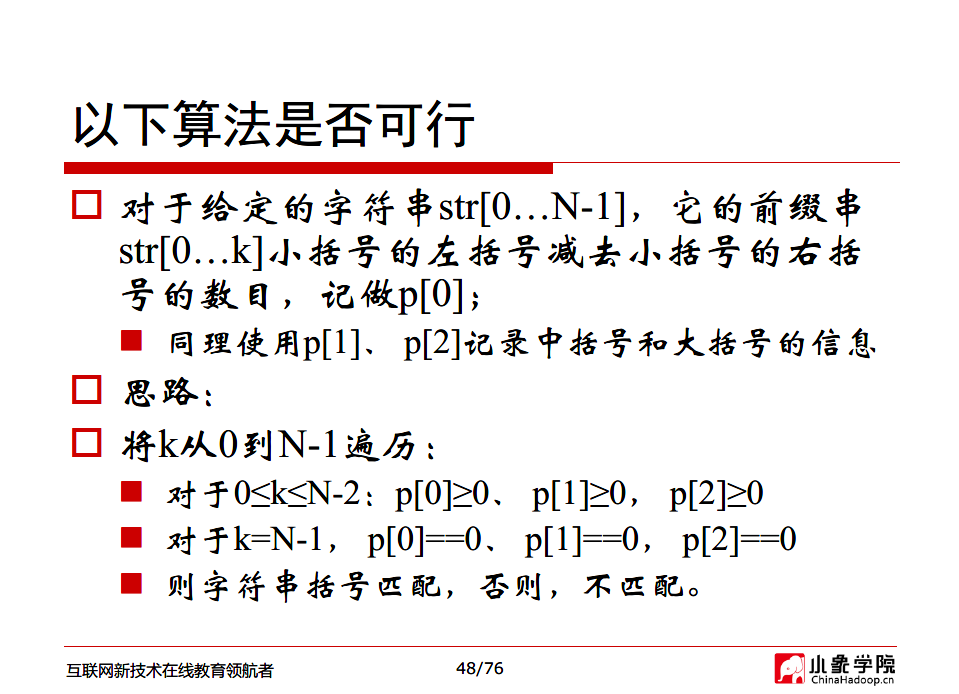 以下算法是否可行
对于给定的字符串str[0…N-1]，它的前缀串
str[0…k]小括号的左括号减去小括号的右括
号的数目，记做p[0]；
同理使用p[1]、 p[2]记录中括号和大括号的信息
思路：
将k从0到N-1遍历：
对于0≤k≤N-2：p[0]≥0、 p[1]≥0， p[2]≥0
对于k=N-1， p[0]==0、 p[1]==0， p[2]==0
则字符串括号匹配，否则，不匹配。
互联网新技术在线教育领航者
48/76
小象学院
ChinaHadoop.cn